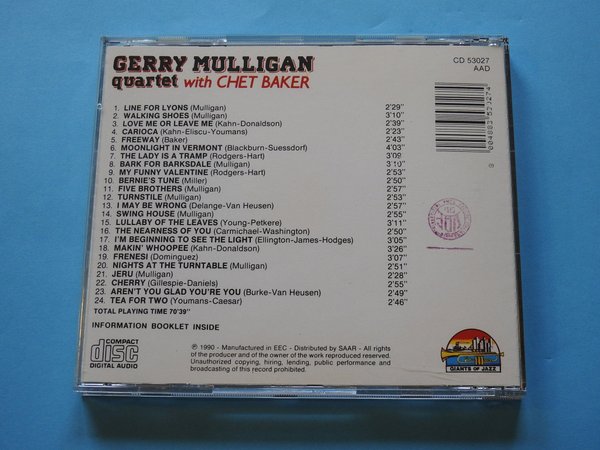 GERRY MULLIGAN
quartet with CHET BAKER
CD 53027
AAD
1. LINE FOR LYONS (Mulligan) 2'29"
2. WALKING SHOES (Mulligan) 3'10"
3. LOVE ME OR LEAVE ME (Kahn-Donaldson) 2'39"
4. CARIOCA (Kahn-Eliscu-Youmans) 2'23"
5. FREEWAY (Baker) 2'43"
6. MOONLIGHT IN VERMONT (Blackburn-Suessdorf) 4'03"
7. THE LADY IS A TRAMP (Rodgers-Hart) 3'09
8. BARK FOR BARKSDALE (Mulligan) 3'10"
9. MY FUNNY VALENTINE (Rodgers-Hart) 2'53"
10. BERNIE'S TUNE (Miller) 2'50"
11. FIVE BROTHERS (Mulligan) 2'57"
12. TURNSTILE (Mulligan) 2'53"
13. I MAY BE WRONG (Delange-Van Heusen) 2'57"
14. SWING HOUSE (Mulligan) 2'55"
15. LULLABY OF THE LEAVES (Young-Petkere) 3'11"
16. THE NEARNESS OF YOU (Carmichael-Washington) 2'50"
17. I'M BEGINNING TO SEE THE LIGHT (Ellington-James-Hodges) 3'05"
18. MAKIN' WHOOPEE (Kahn-Donaldson) 3'26"
19. FRENESI (Dominguez) 3'07"
20. NIGHTS AT THE TURNTABLE (Mulligan) 2'51"
21. JERU (Mulligan) 2'28"
22. CHERRY (Gillespie-Daniels) 2'55"
23. AREN'T YOU GLAD YOU'RE YOU (Burke-Van Heusen) 2'49"
24. TEA FOR TWO (Youmans-Caesar) 2'46"
TOTAL PLAYING TIME 70'39"
INFORMATION BOOKLET INSIDE
COMPACT
disc
DIGITAL AUDIO
℗ 1990 - Manufactured in EEC - Distributed by SAAR - All rights
of the producer and of the owner of the work reproduced reserved.
Unauthorized copying, hiring, lending, public performance and
broadcasting of this record prohibited.
GIANTS OF JAZZ